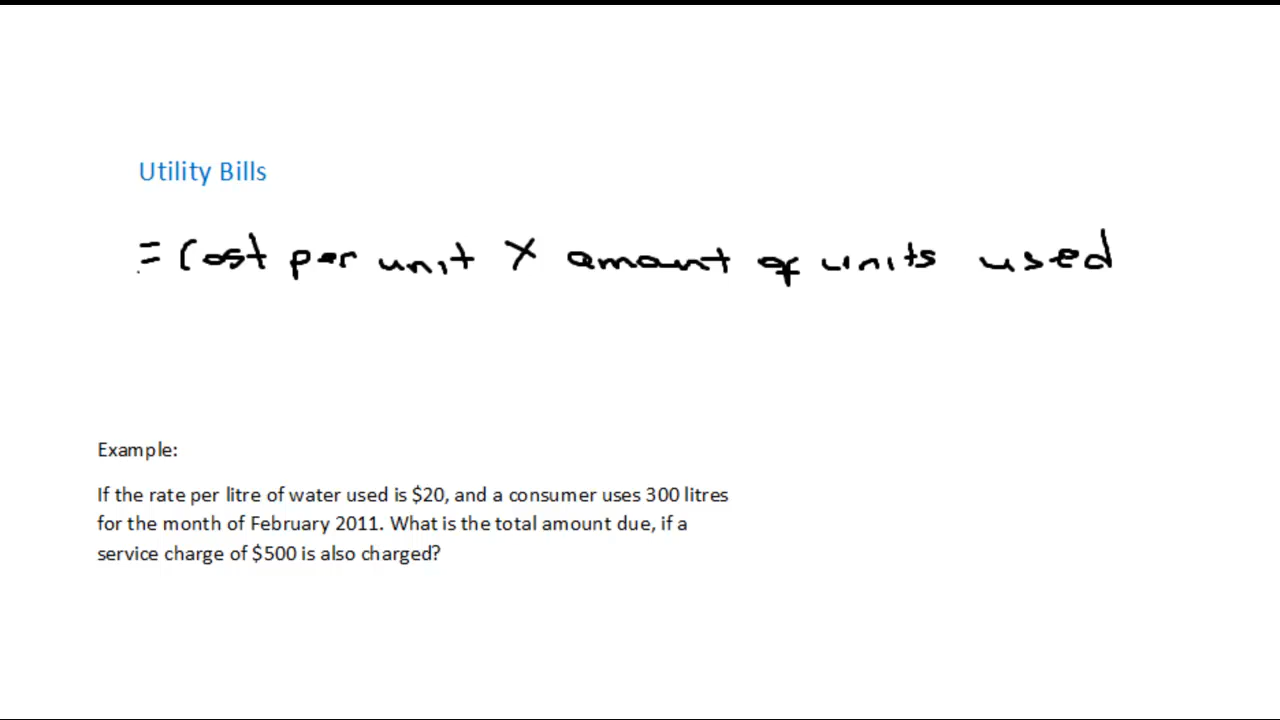 Utility Bills
= Cost per unit X amount of units used
Example:
If the rate per litre of water used is $20, and a consumer uses 300 litres
for the month of February 2011. What is the total amount due, if a
service charge of $500 is also charged?